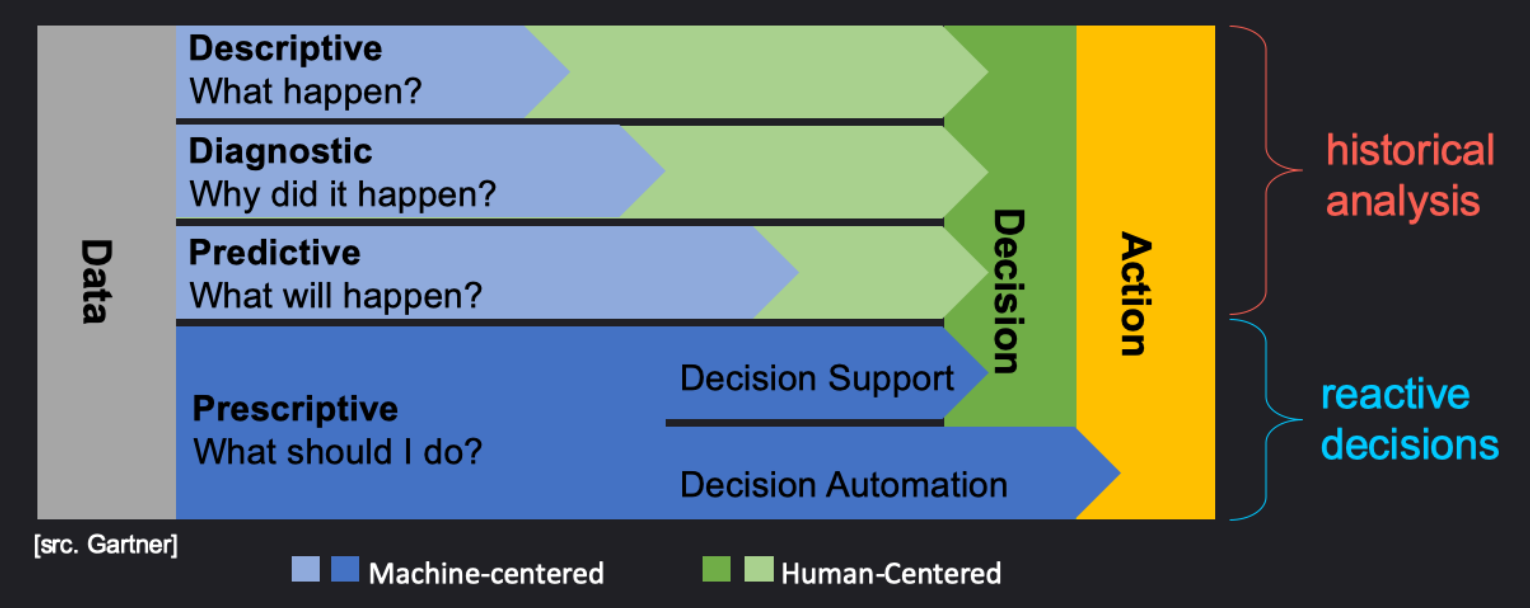 Data
Descriptive
What happen?
Diagnostic
Why did it happen?
Predictive
What will happen?
Prescriptive
What should I do?
Decision Support
Decision Automation
Decision
Action
historical
analysis
reactive
decisions
[src. Gartner]
Machine-centered
Human-Centered